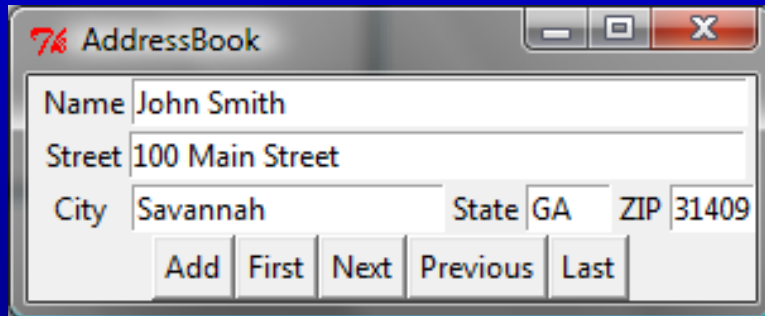 AddressBook
Name John Smith
Street 100 Main Street
City Savannah State GA ZIP 31409
Add First Next Previous Last